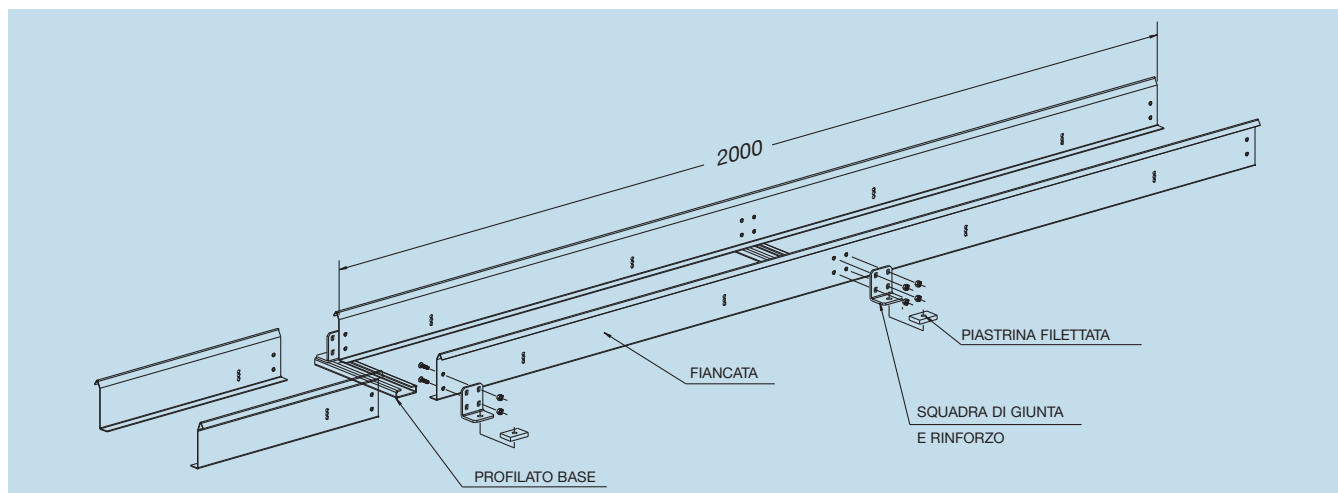 2000
PIASTRINA FILETTATA
FIANCATA
SQUADRA DI GIUNTA
E RINFORZO
PROFILATO BASE